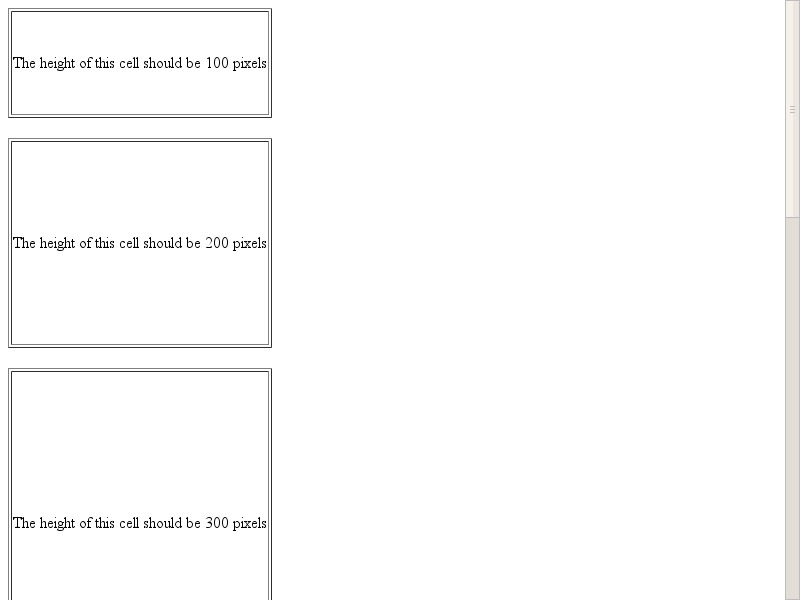 The height of this cell should be 100 pixels
The height of this cell should be 200 pixels
The height of this cell should be 300 pixels